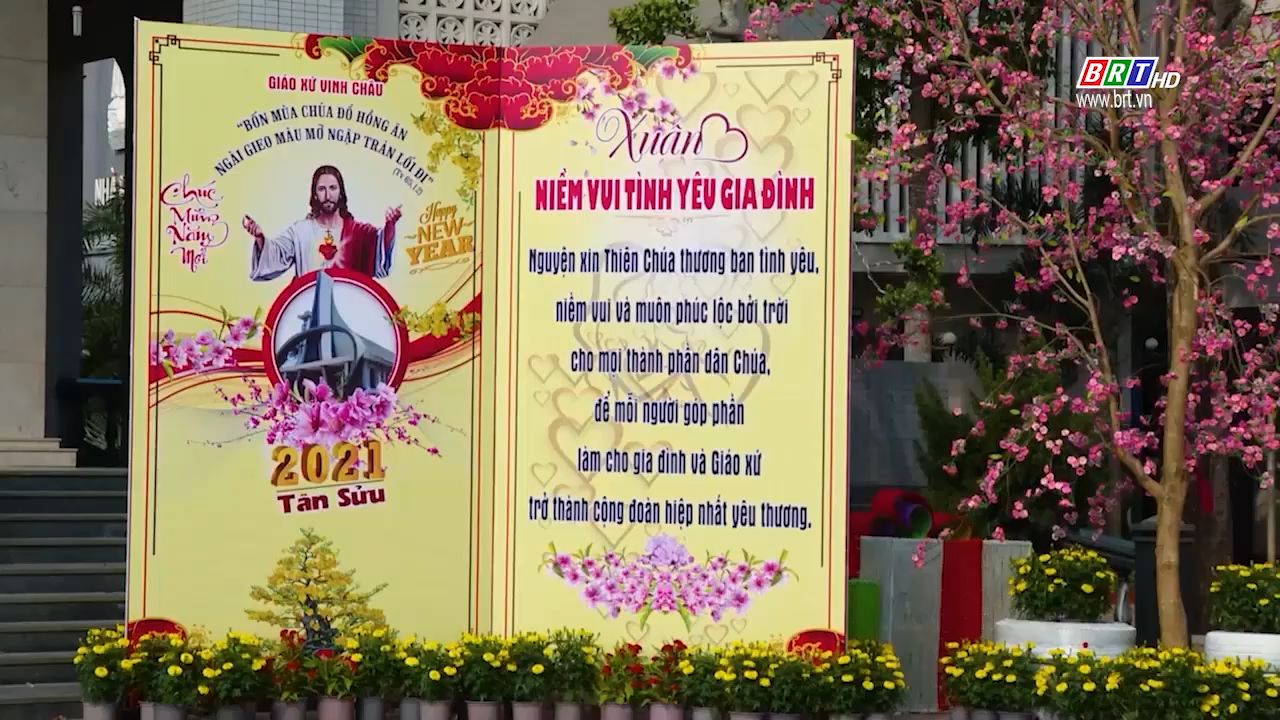 BRT HD
www.brt.vn
GIÁO XỨ VINH CHÂU
"BỐN MÙA CHÚA ĐỔ HỒNG ÂN
NGÀI GIEO MÀU MỠ NGẬP TRÀN LỐI ĐI"
(TV 65,12)
Chúc
Mừng
Năm
Mới
Happy
NEW
YEAR
2021
Tân Sửu
Xuân
NIỀM VUI TÌNH YÊU GIA ĐÌNH
Nguyện xin Thiên Chúa thương ban tình yêu,
niềm vui và muôn phúc lộc bởi trời
cho mọi thành phần dân Chúa,
để mỗi người góp phần
làm cho gia đình và Giáo xứ
trở thành cộng đoàn hiệp nhất yêu thương.